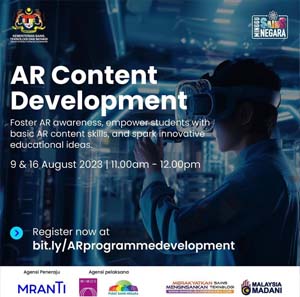 KEMENTERIAN SAINS,
TEKNOLOGI DAN INOVASI
MINGGU
SAINS
NEGARA
AR Content
Development
Foster AR awareness, empower students with
basic AR content skills, and spark innovative
educational ideas.
9 & 16 August 2023 | 11.00am - 12.00pm
Register now at
bit.ly/ARprogrammedevelopment
Agensi Peneraju
Agensi pelaksana
MRANTI
MERAKYATKAN SAINS
MENGINSANKAN TEKNOLOGI
MALAYSIA
MADANI